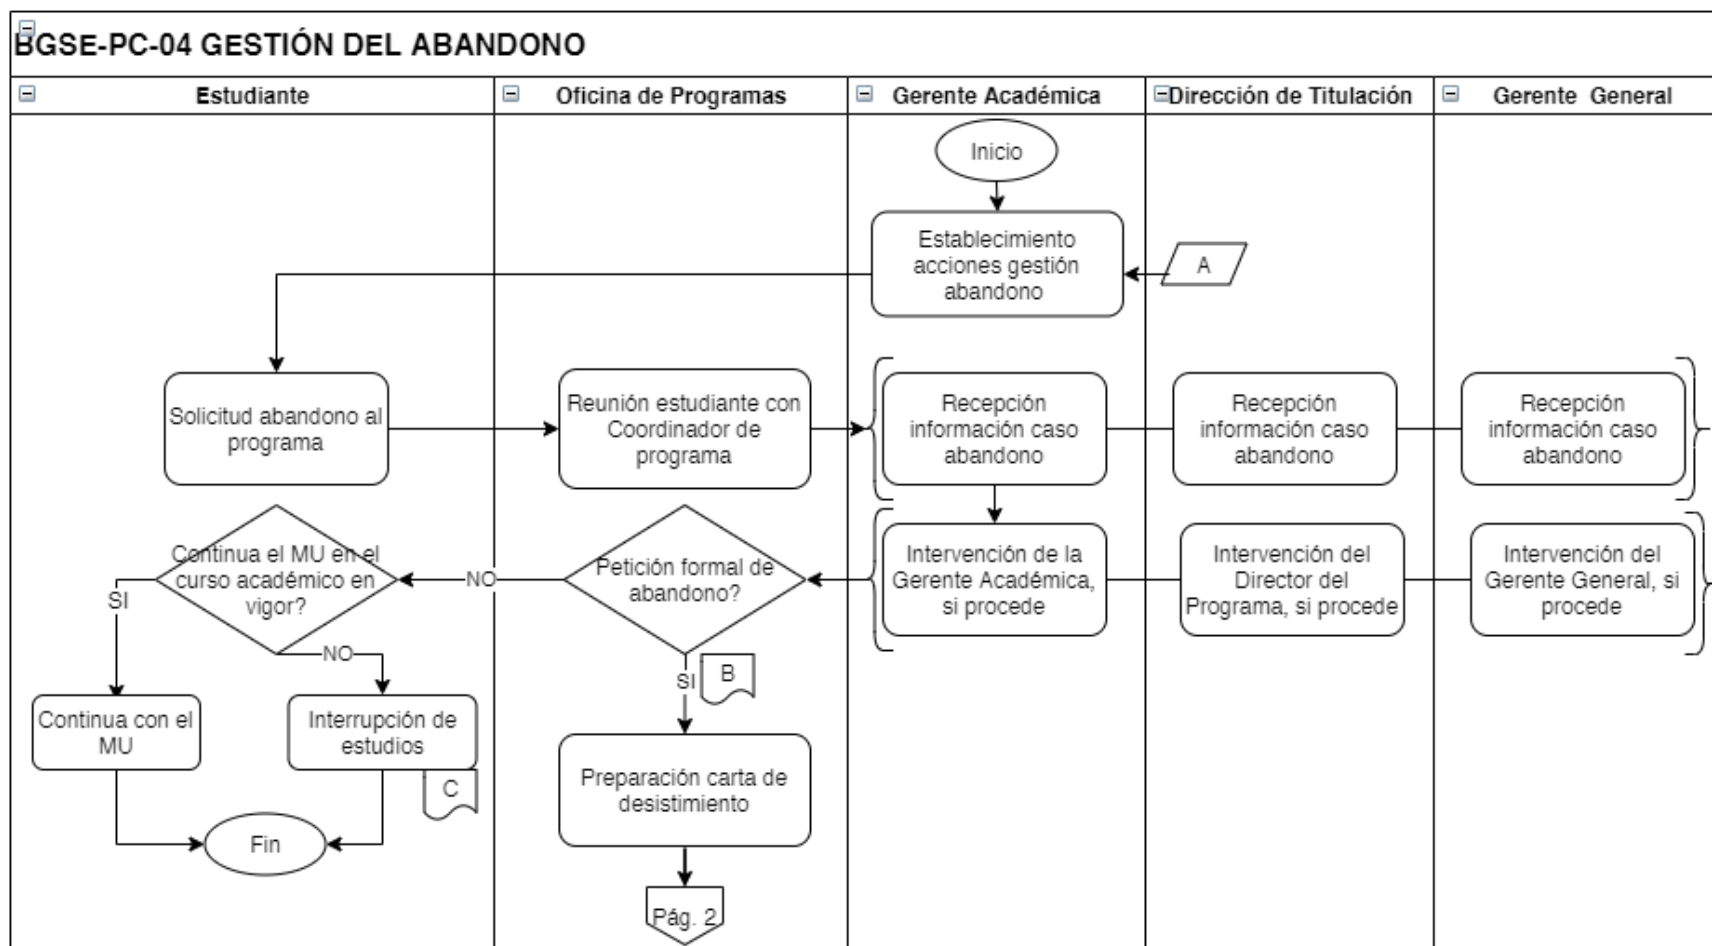 BGSE-PC-04 GESTIÓN DEL ABANDONO
Estudiante
Oficina de Programas
Gerente Académica
Dirección de Titulación
Gerente General
Inicio
Establecimiento
acciones gestión
abandono
A
Solicitud abandono al
programa
Reunión estudiante con
Coordinador de
programa
Recepción
información caso
abandono
Recepción
información caso
abandono
Recepción
información caso
abandono
Continua el MU en el
curso académico en
vigor?
NO
Petición formal de
abandono?
Intervención de la
Gerente Académica,
si procede
Intervención del
Director del
Programa, si procede
Intervención del
Gerente General, si
procede
SI
NO
SI
B
Continua con el
MU
Interrupción de
estudios
C
Preparación carta de
desistimiento
Fin
Pág. 2